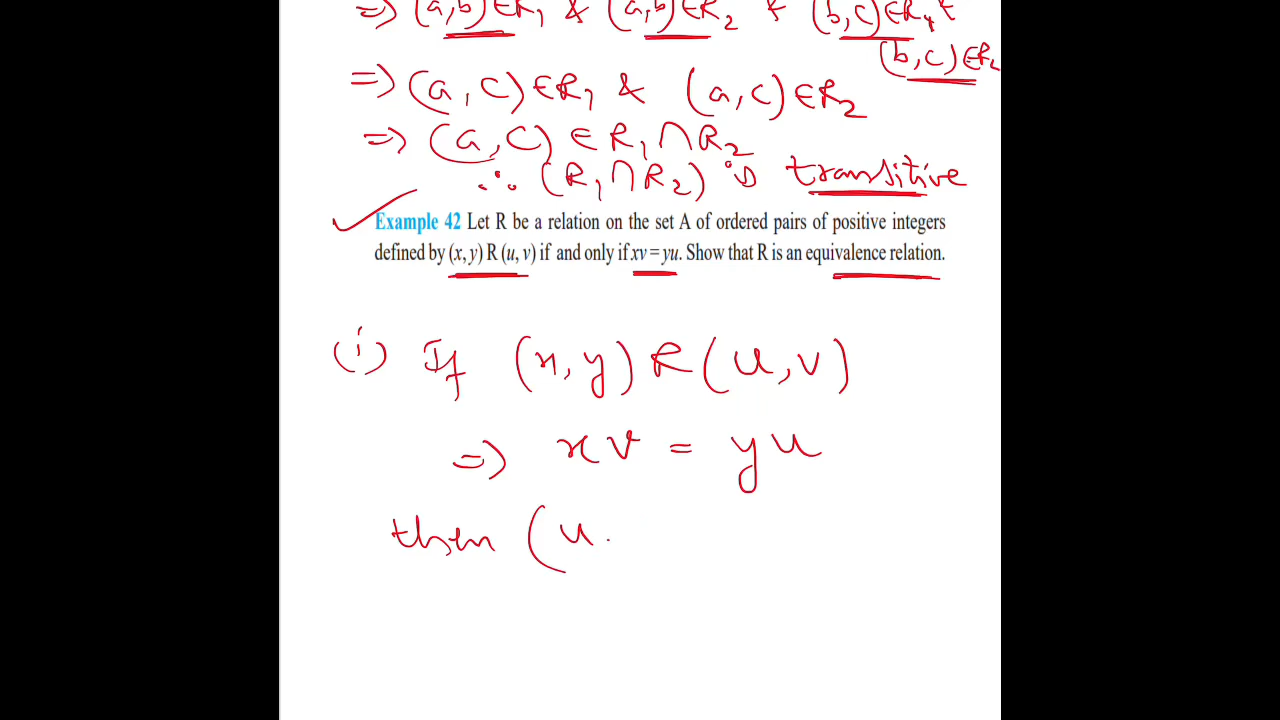 => (a,b)∈R₁ & (a,b)∈R₂ & (b,c)∈R₁ &
(b,c)∈R₂
=> (a,c)∈R₁ & (a,c)∈R₂
=> (a,c) ∈ R₁∩R₂
∴ (R₁∩R₂) is transitive
Example 42 Let R be a relation on the set A of ordered pairs of positive integers
defined by (x, y) R (u, v) if and only if xv = yu. Show that R is an equivalence relation.
(i) If (x,y) R (u,v)
=> xv = yu
then (u.